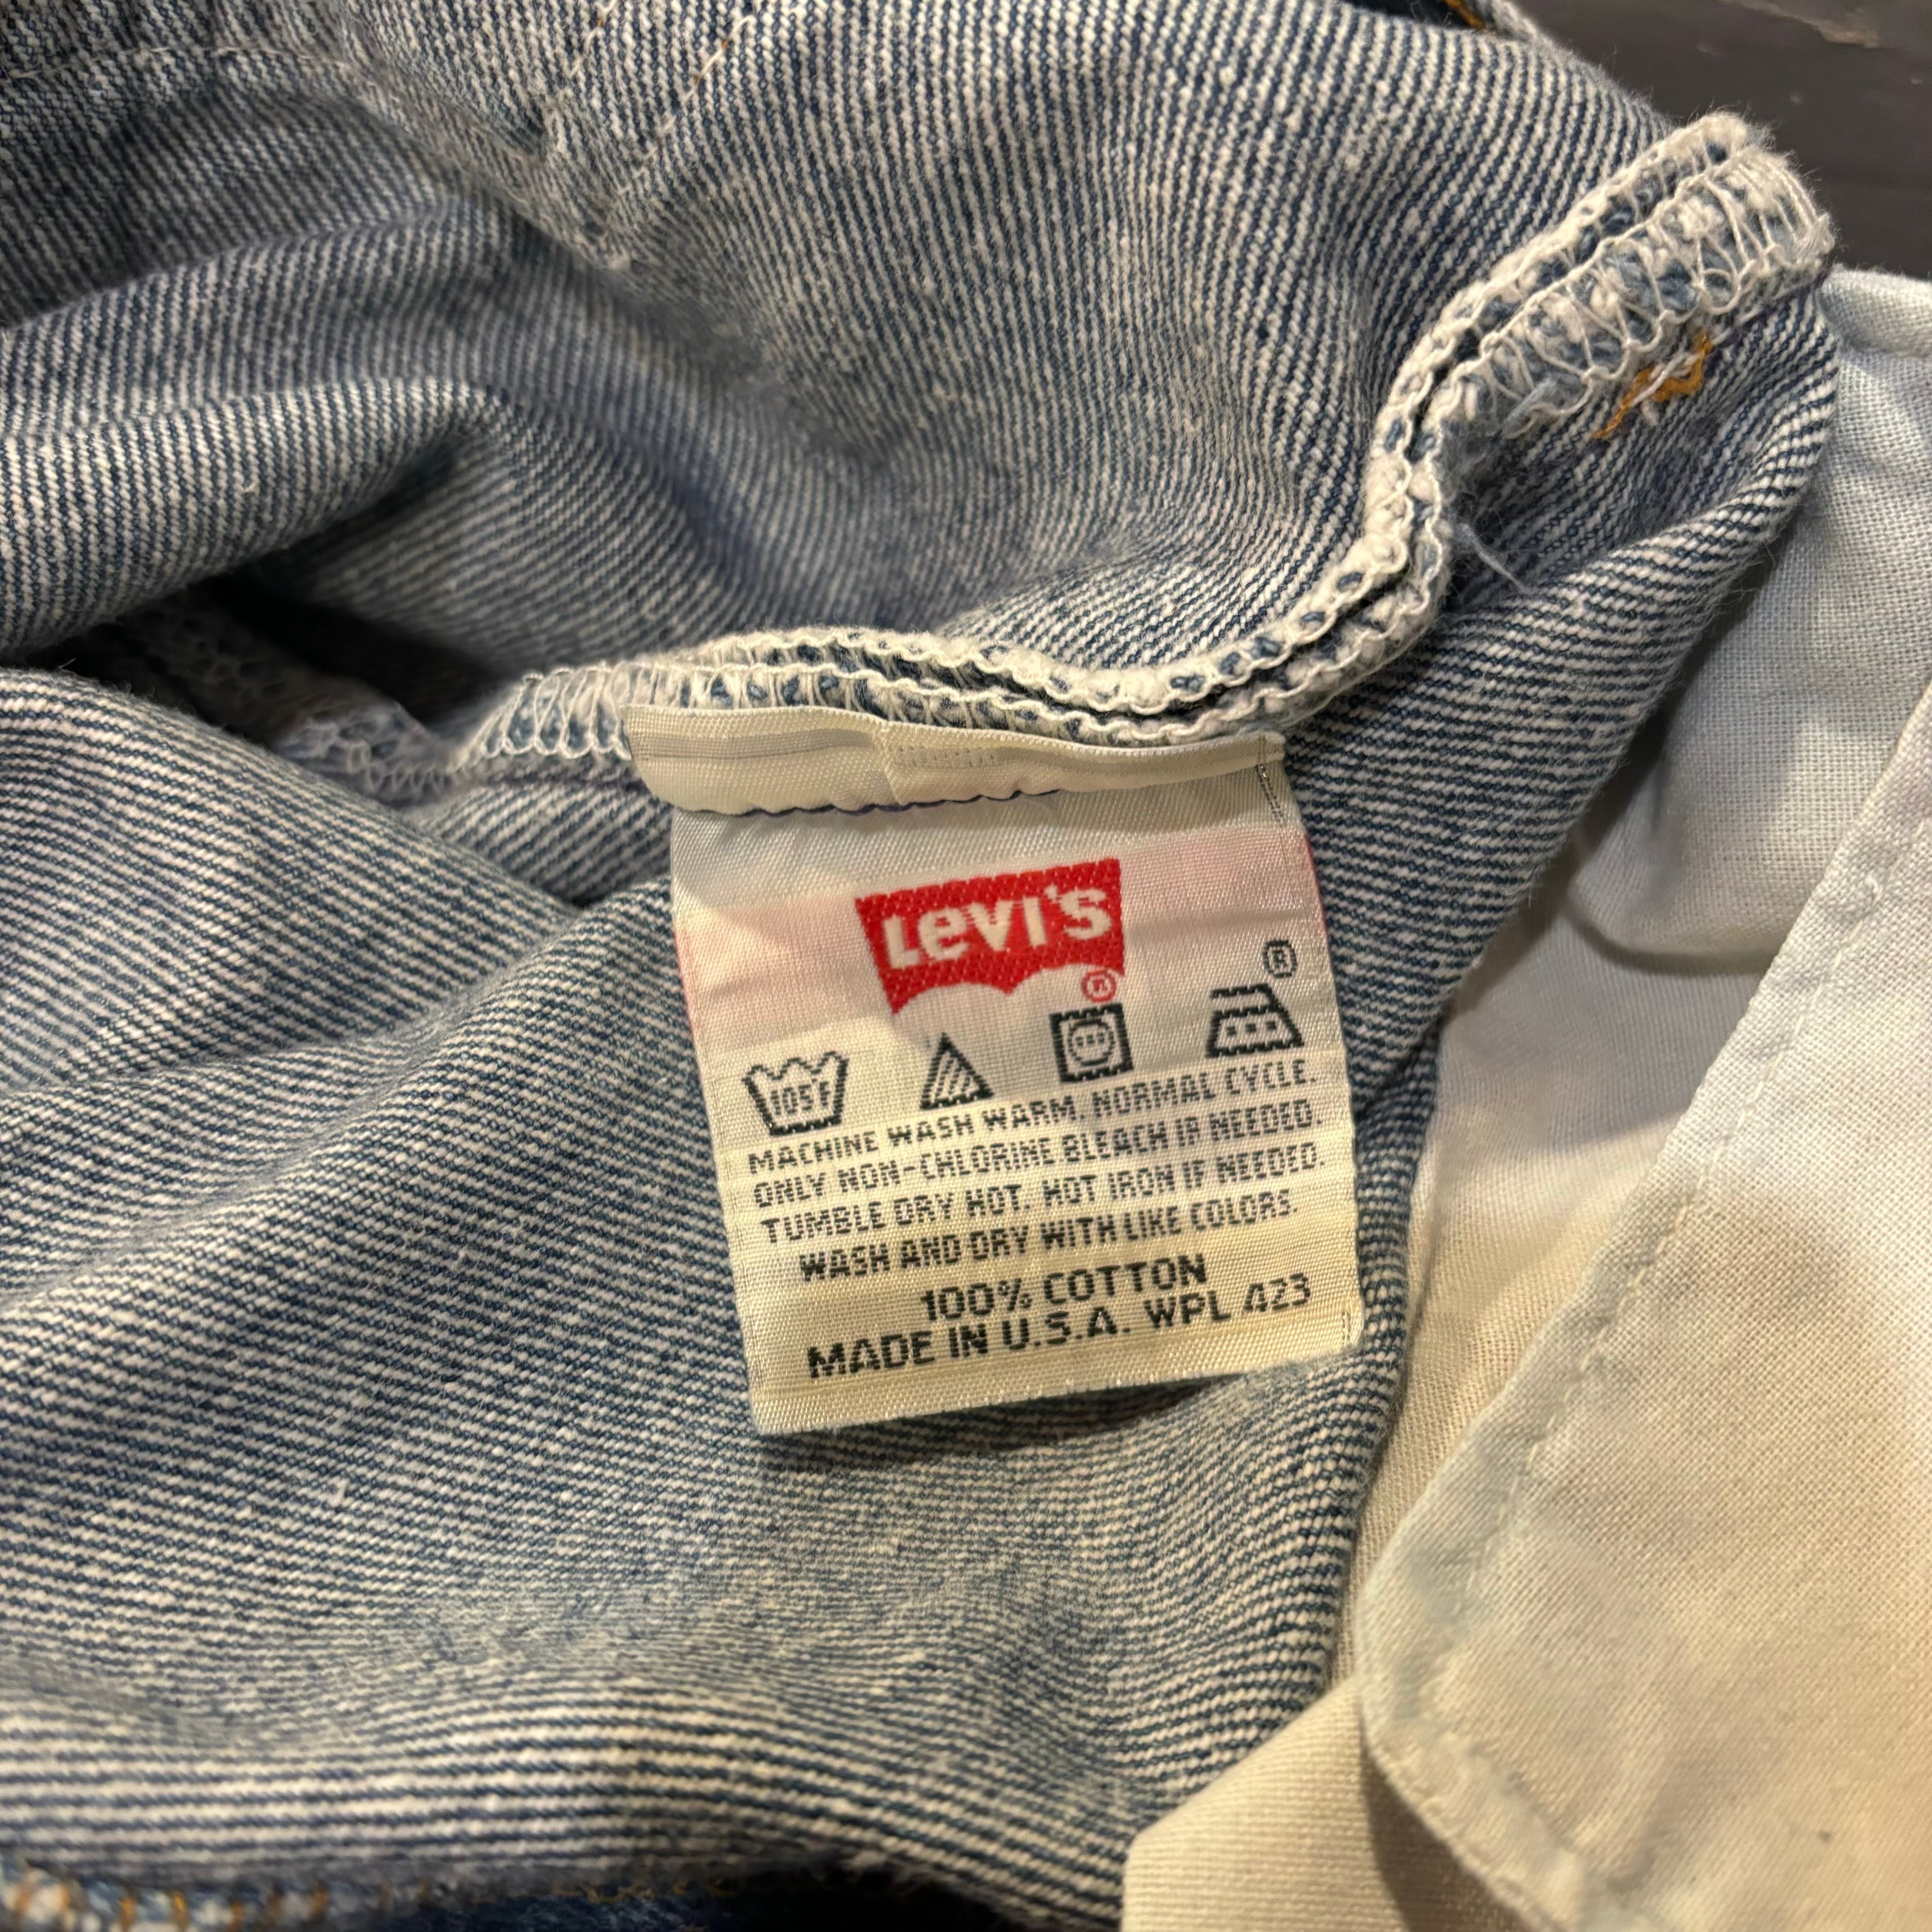 Levi's
®
®
105°F
MACHINE WASH WARM. NORMAL CYCLE.
ONLY NON-CHLORINE BLEACH IF NEEDED.
TUMBLE DRY HOT. HOT IRON IF NEEDED.
WASH AND DRY WITH LIKE COLORS.
100% COTTON
MADE IN U.S.A. WPL 423